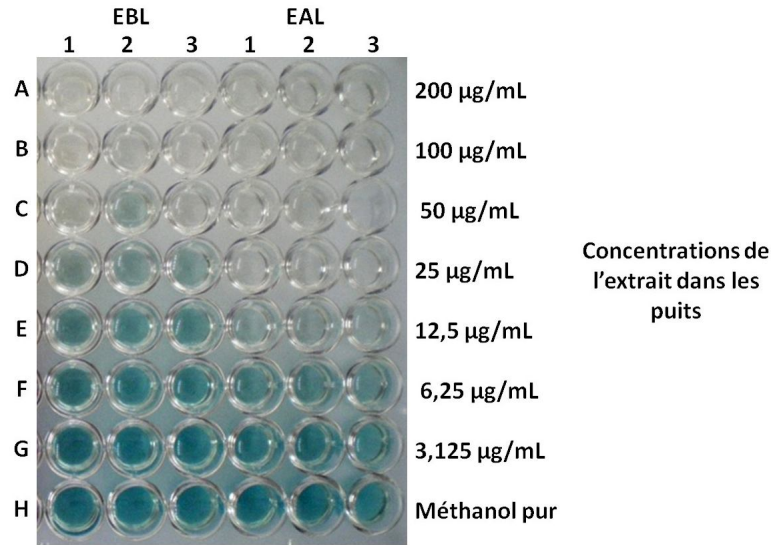 EBL EAL
1 2 3 1 2 3
A 200 µg/mL
B 100 µg/mL
C 50 µg/mL
D 25 µg/mL
E 12,5 µg/mL
F 6,25 µg/mL
G 3,125 µg/mL
H Méthanol pur
Concentrations de
l'extrait dans les
puits